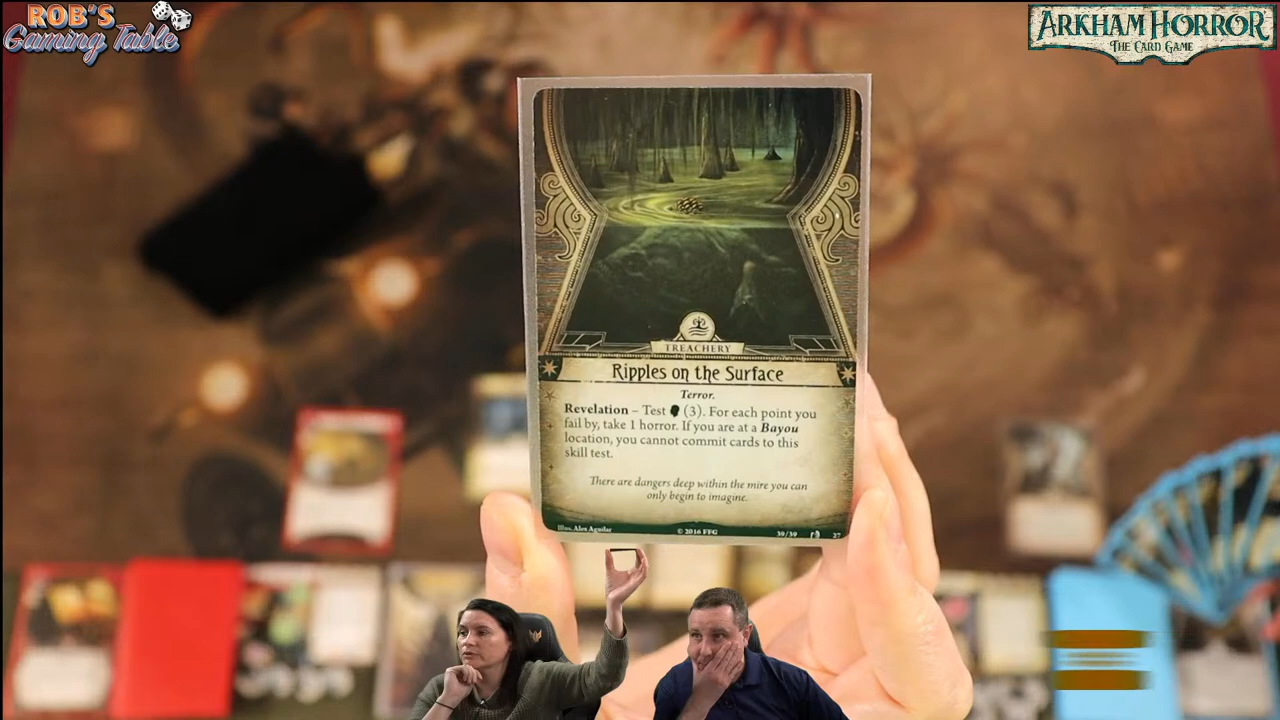 ROB'S
Gaming Table
ARKHAM HORROR
THE CARD GAME
TREACHERY
Ripples on the Surface
Terror.
Revelation – Test (3). For each point you
fail by, take 1 horror. If you are at a Bayou
location, you cannot commit cards to this
skill test.
There are dangers deep within the mire you can
only begin to imagine.
Illus. Alex Aguilar
© 2016 FFG
39/39
27